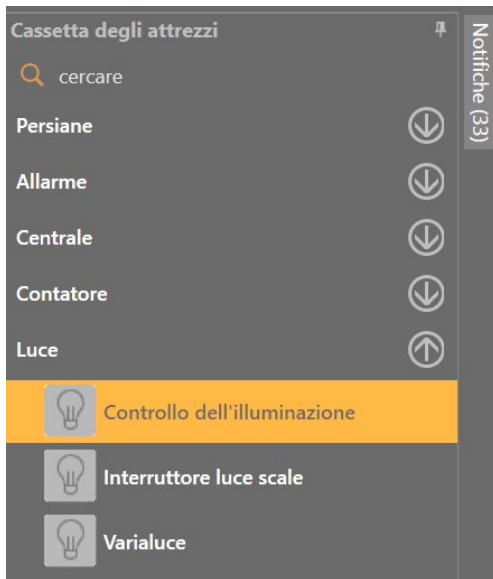 Cassetta degli attrezzi
cercare
Persiane
Allarme
Centrale
Contatore
Luce
Controllo dell'illuminazione
Interruttore luce scale
Varialuce
Notifiche (33)